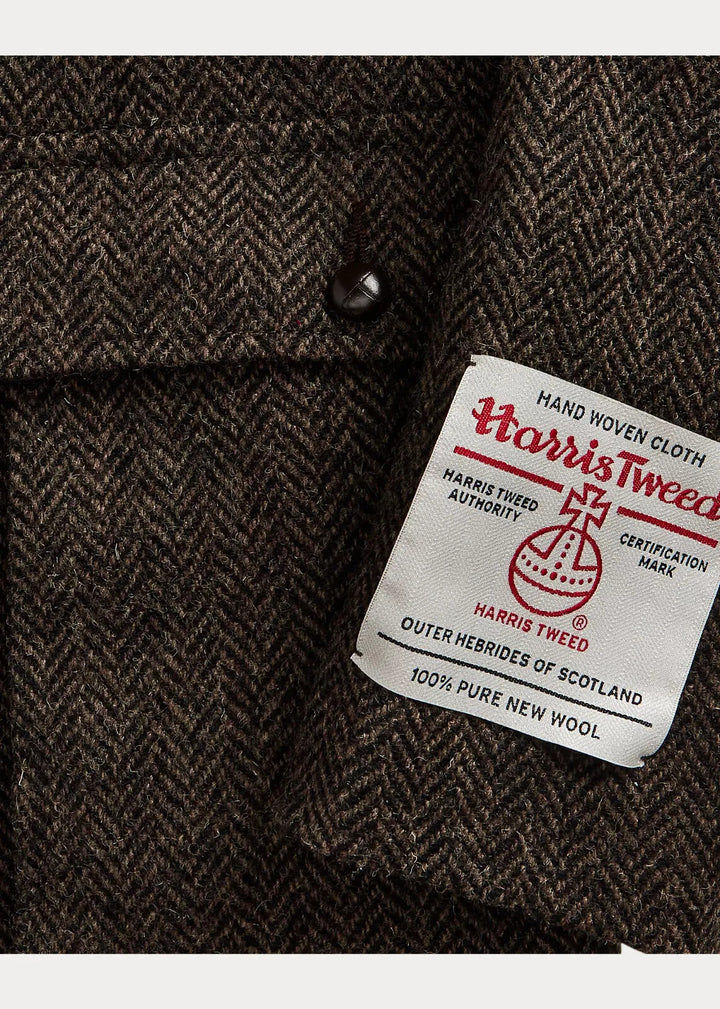 HAND WOVEN CLOTH
Harris Tweed
HARRIS TWEED
AUTHORITY
CERTIFICATION
MARK
HARRIS TWEED
®
OUTER HEBRIDES OF SCOTLAND
100% PURE NEW WOOL